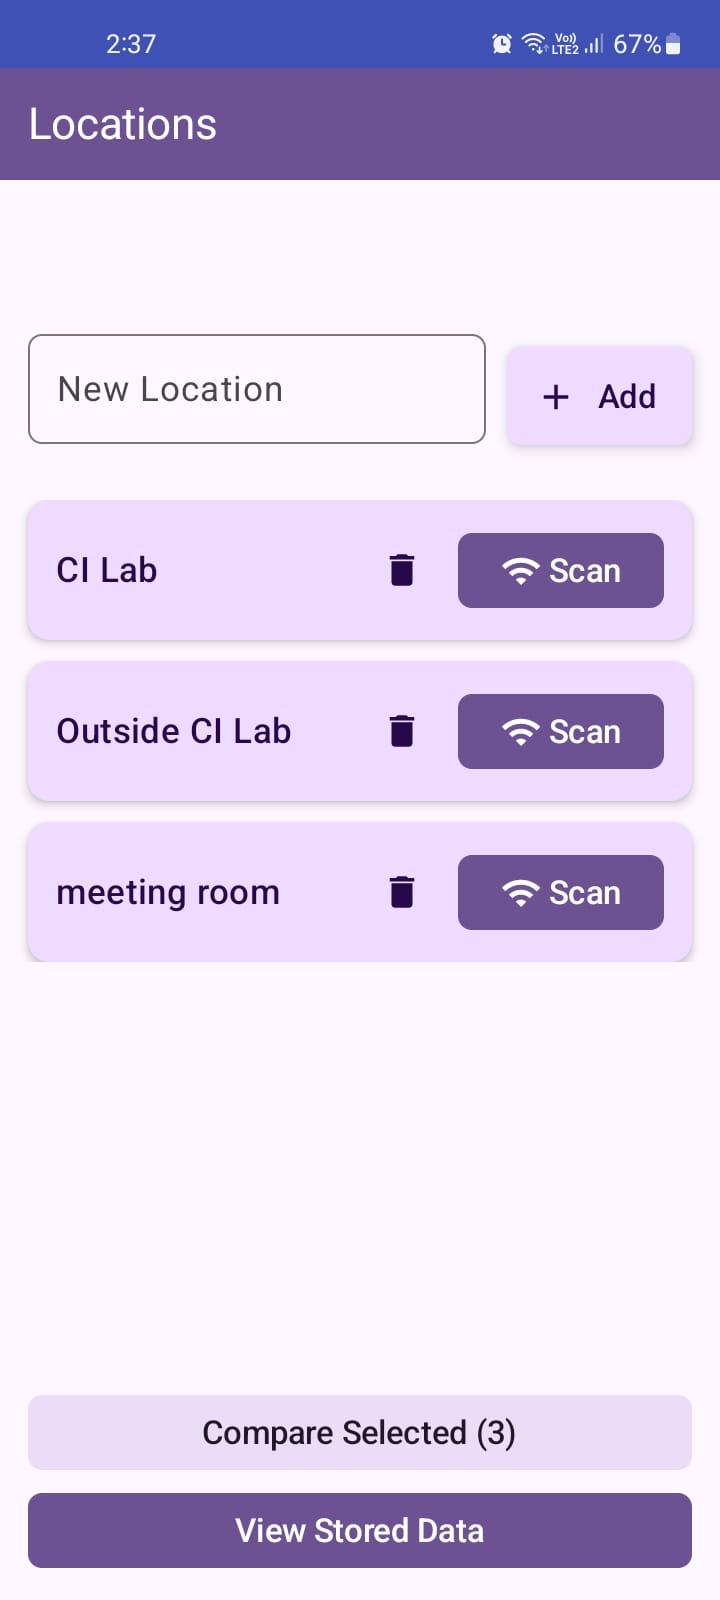 2:37
Vo)) LTE2 67%
Locations
New Location
+ Add
CI Lab Scan
Outside CI Lab Scan
meeting room Scan
Compare Selected (3)
View Stored Data